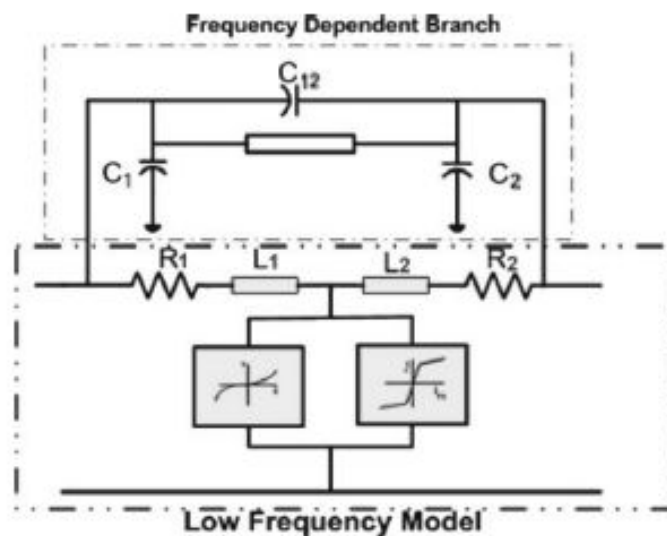 Frequency Dependent Branch
C12
C1
C2
R1
L1
L2
R2
Low Frequency Model